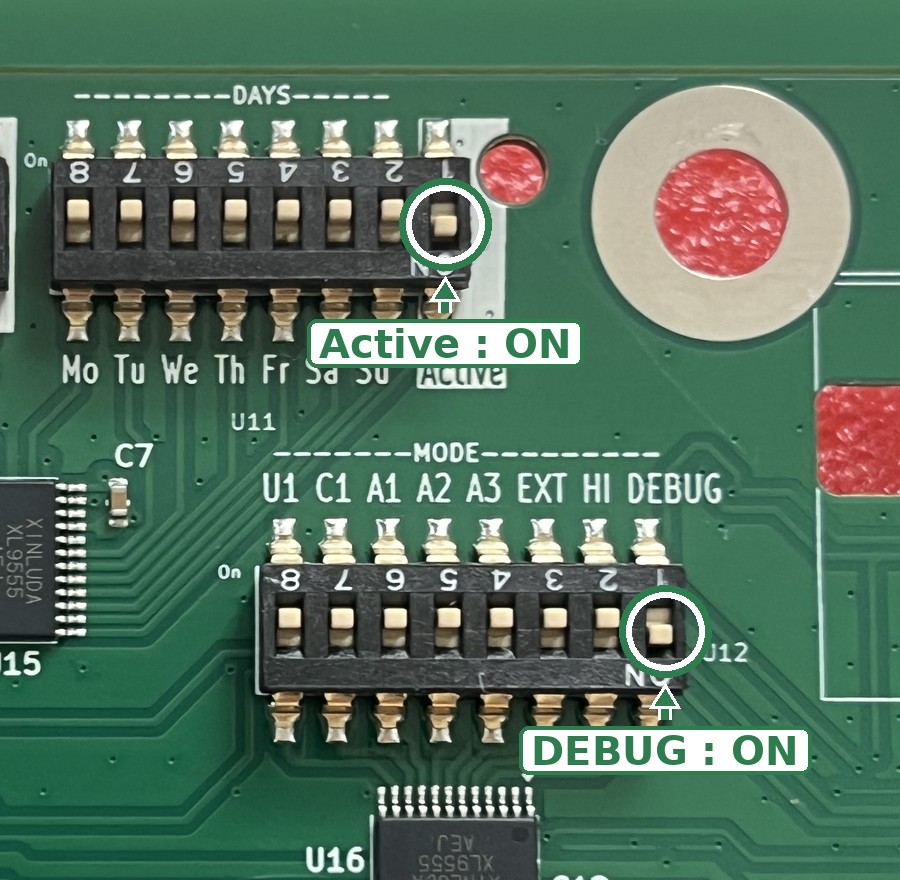 --------DAYS-----
On
8 7 6 5 4 3 2 1
ON
Active : ON
Mo Tu We Th Fr Sa Su Active
U11
C7
-------MODE---------
U1 C1 A1 A2 A3 EXT HI DEBUG
On
8 7 6 5 4 3 2 1
XINLUDA
XL9555
U12
ON
U15
DEBUG : ON
U16
XL9555
AEJ